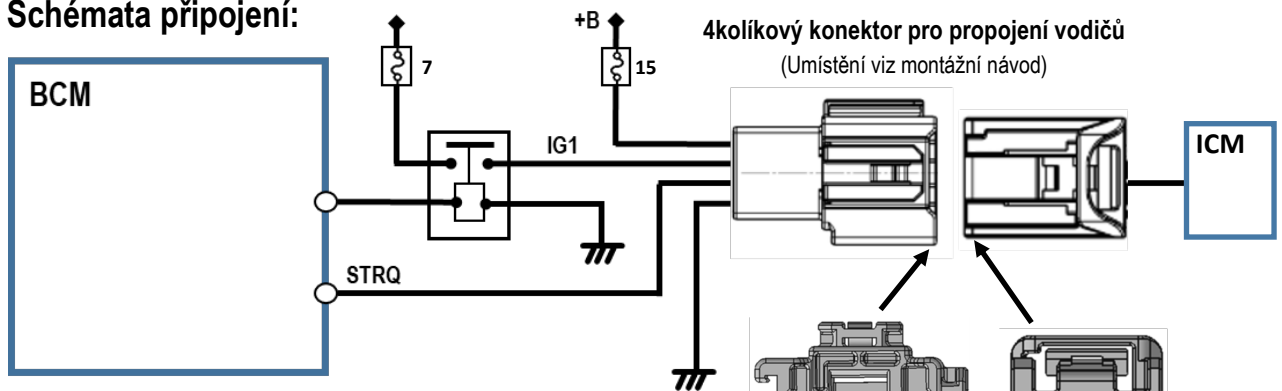 Schémata připojení:
BCM
7
+B
15
4kolíkový konektor pro propojení vodičů
(Umístění viz montážní návod)
IG1
ICM
STRQ